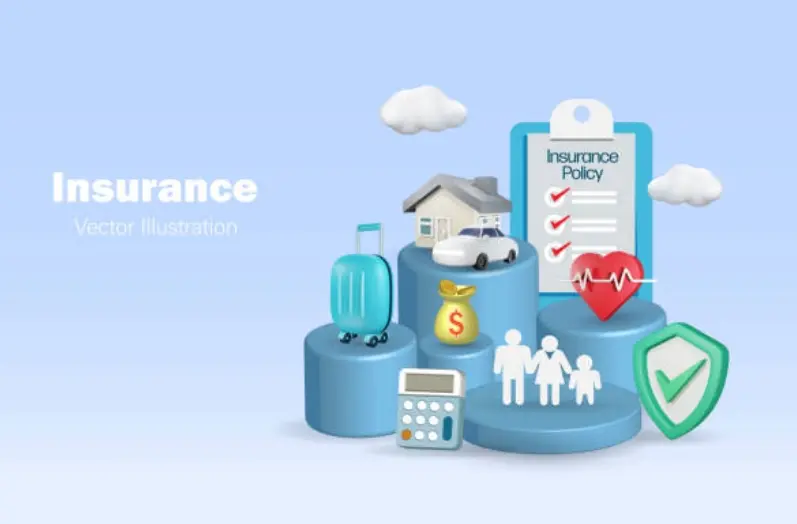 Insurance
Vector Illustration
Insurance
Policy
$